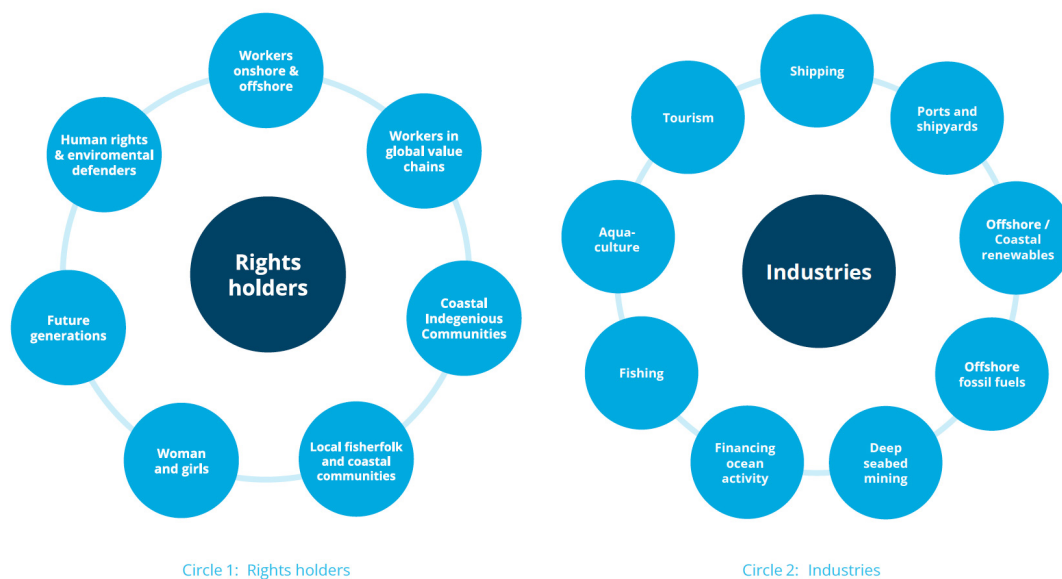 Workers
onshore &
offshore
Workers in
global value
chains
Coastal
Indegenious
Communities
Local fisherfolk
and coastal
communities
Woman
and girls
Future
generations
Human rights
& enviromental
defenders
Rights
holders
Circle 1: Rights holders
Shipping
Ports and
shipyards
Offshore /
Coastal
renewables
Offshore
fossil fuels
Deep
seabed
mining
Financing
ocean
activity
Fishing
Aqua-
culture
Tourism
Industries
Circle 2: Industries